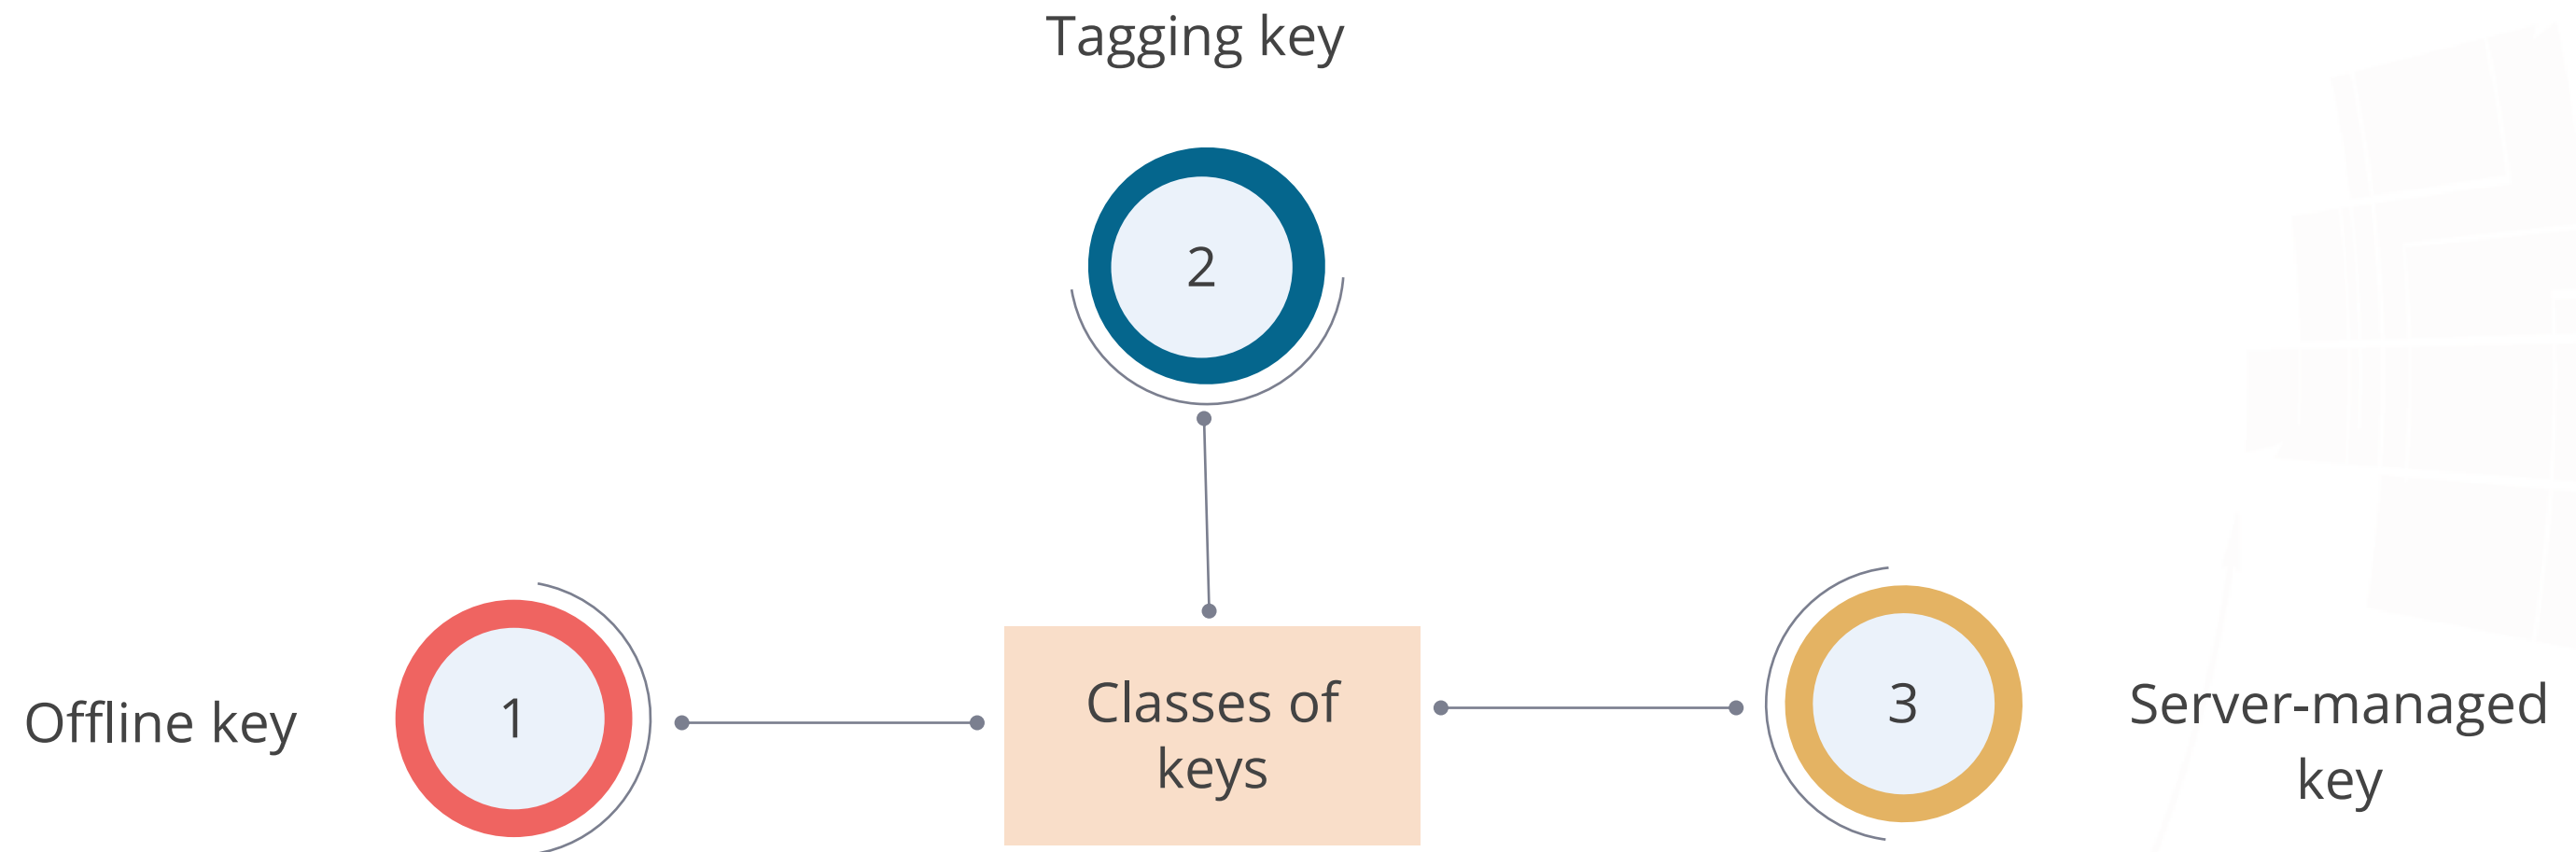 Tagging key
2
Offline key
1
Classes of
keys
3
Server-managed
key